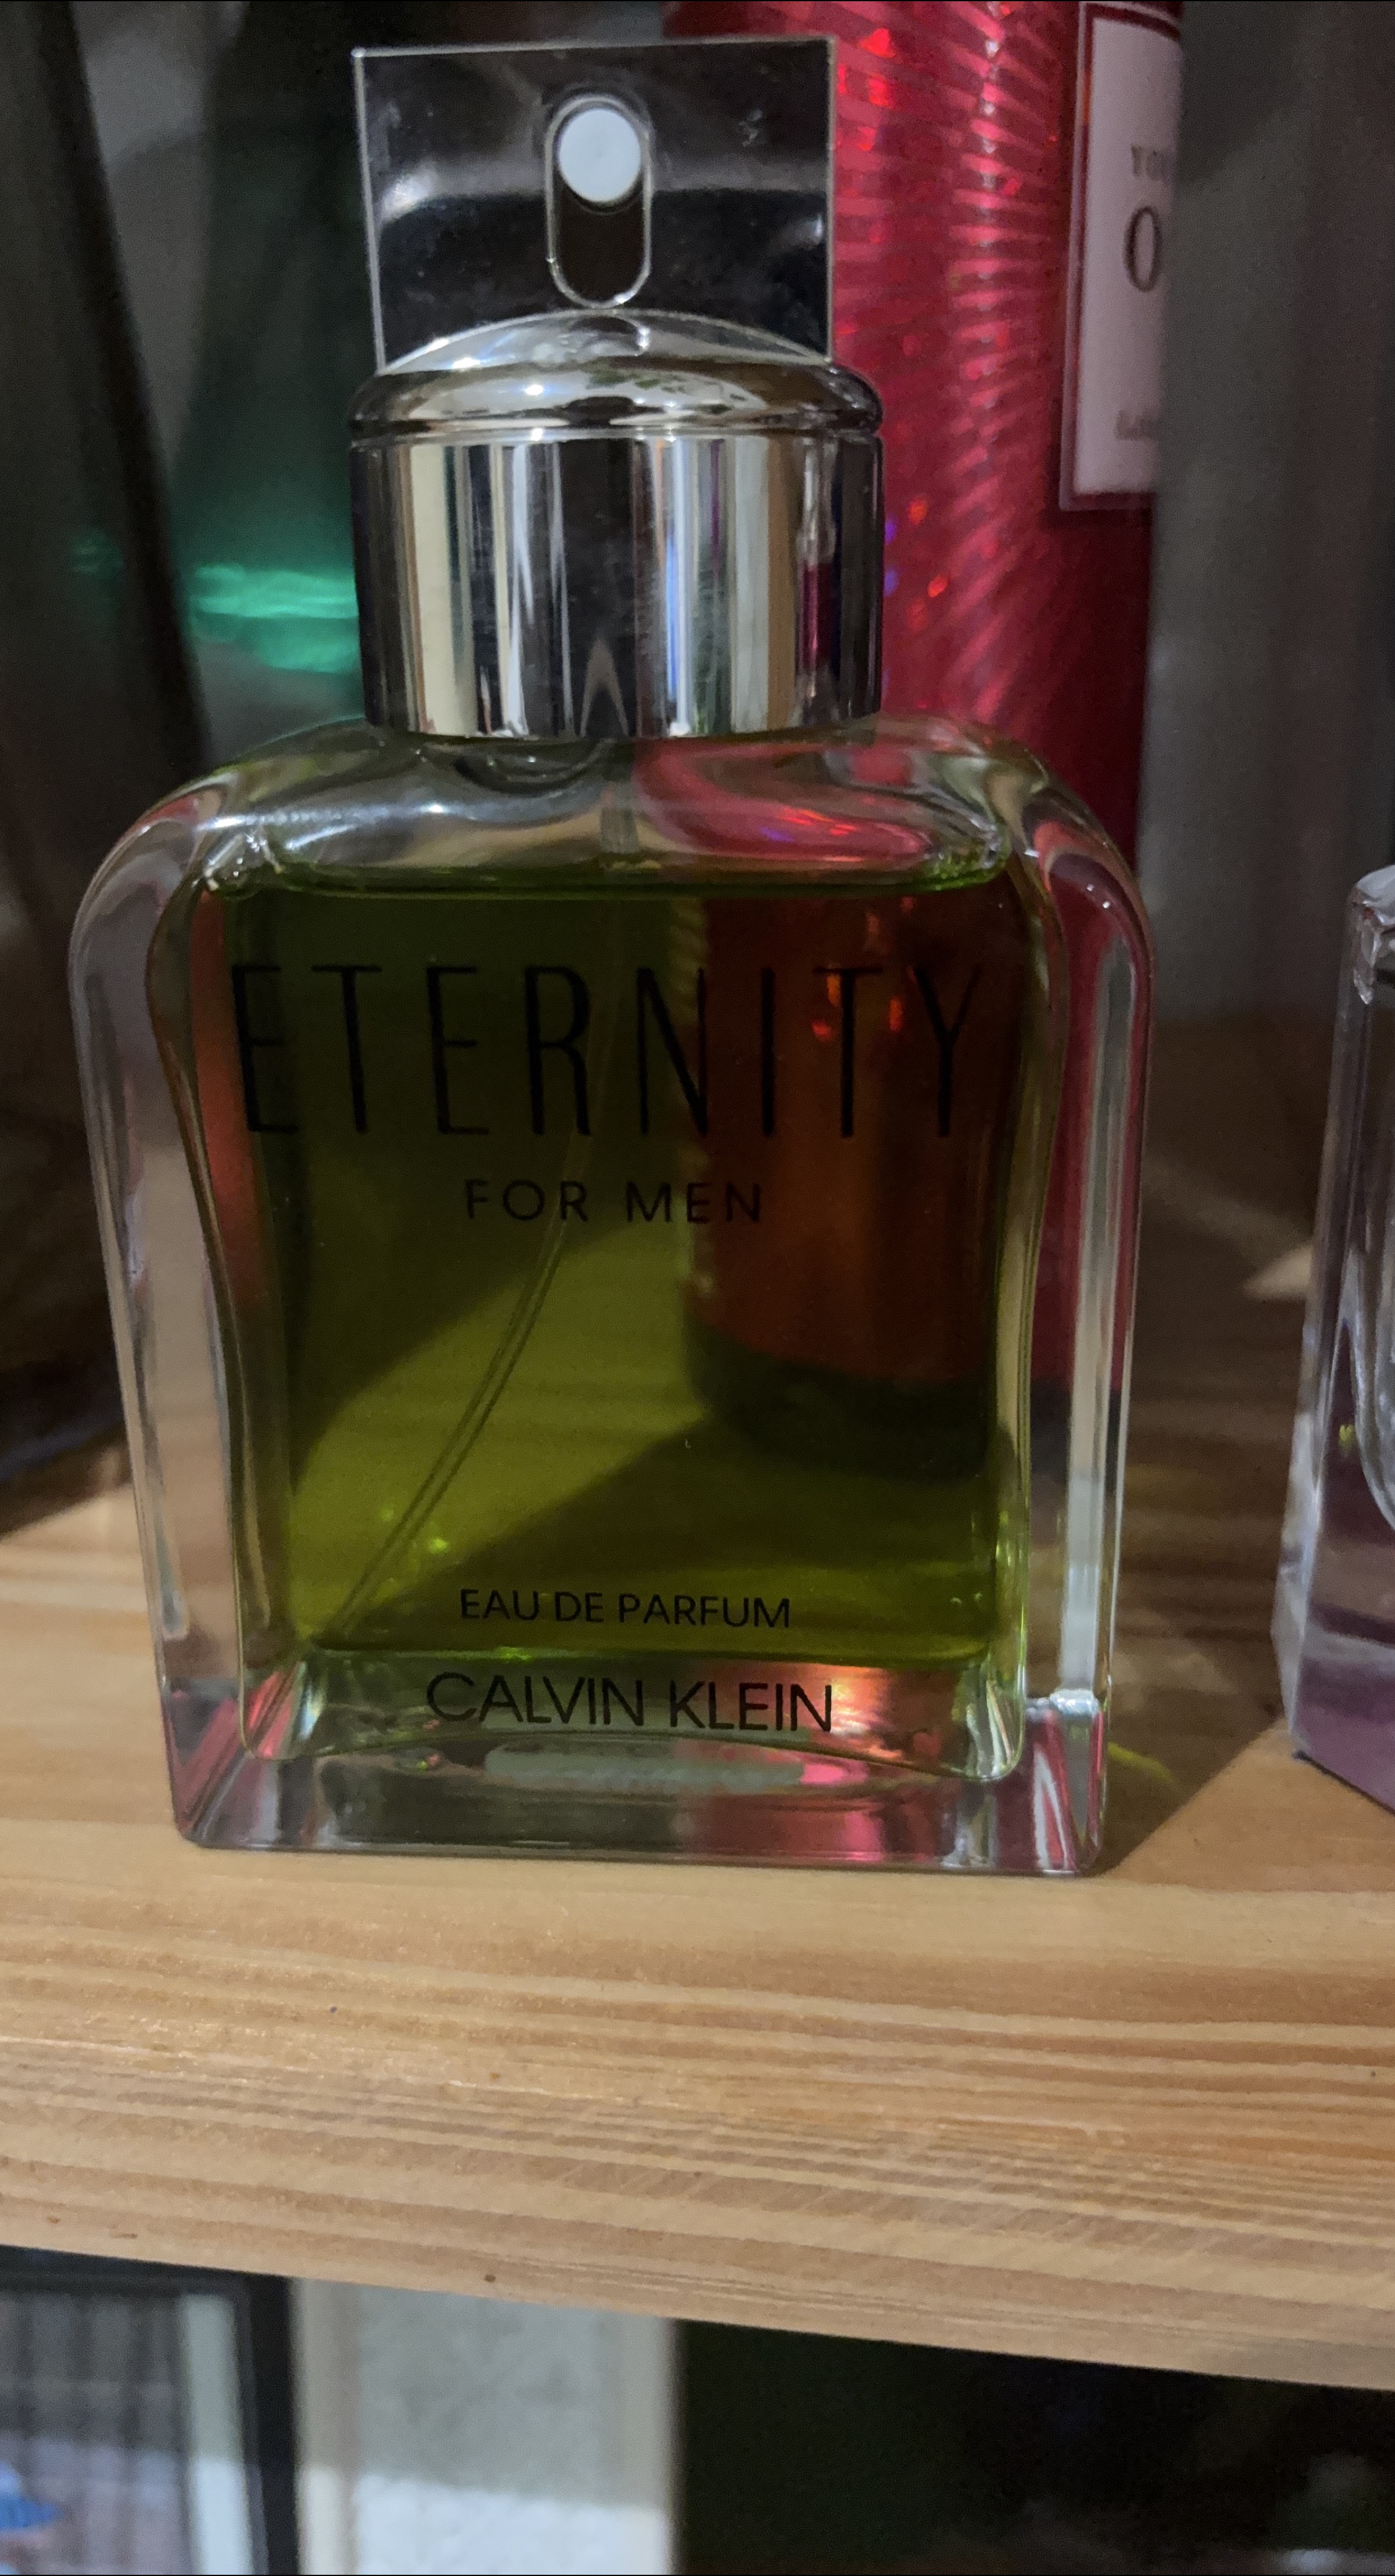 ETERNITY
FOR MEN
EAU DE PARFUM
CALVIN KLEIN